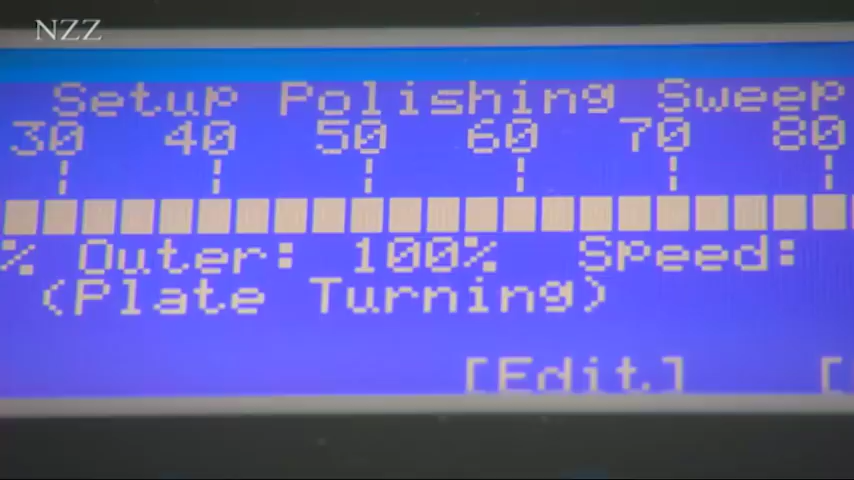 NZZ
Setup Polishing Sweep
30 40 50 60 70 80
% Outer: 100% Speed:
(Plate Turning)
[Edit] [